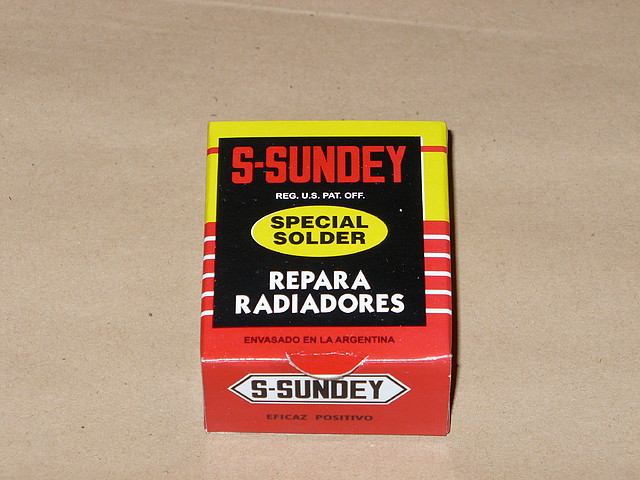 S-SUNDEY
REG. U.S. PAT. OFF.
SPECIAL
SOLDER
REPARA
RADIADORES
ENVASADO EN LA ARGENTINA
S-SUNDEY
EFICAZ POSITIVO